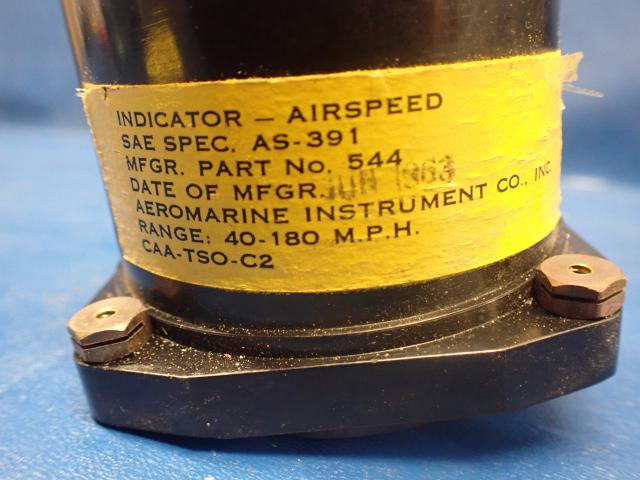 INDICATOR – AIRSPEED
SAE SPEC. AS-391
MFGR. PART No. 544
DATE OF MFGR. JUN 1963
AEROMARINE INSTRUMENT CO., INC.
RANGE: 40-180 M.P.H.
CAA-TSO-C2